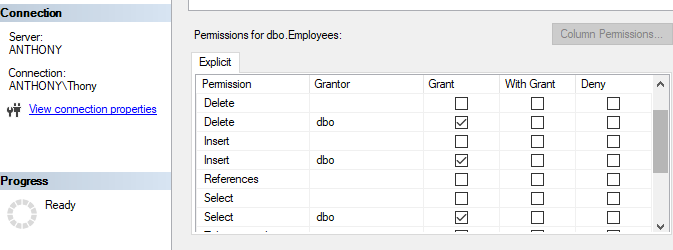 Connection
Server:
ANTHONY
Connection:
ANTHONY\Thony
View connection properties
Progress
Ready
Permissions for dbo.Employees:
Column Permissions...
Explicit
Permission Grantor Grant With Grant Deny
Delete
Delete dbo
Insert
Insert dbo
References
Select
Select dbo